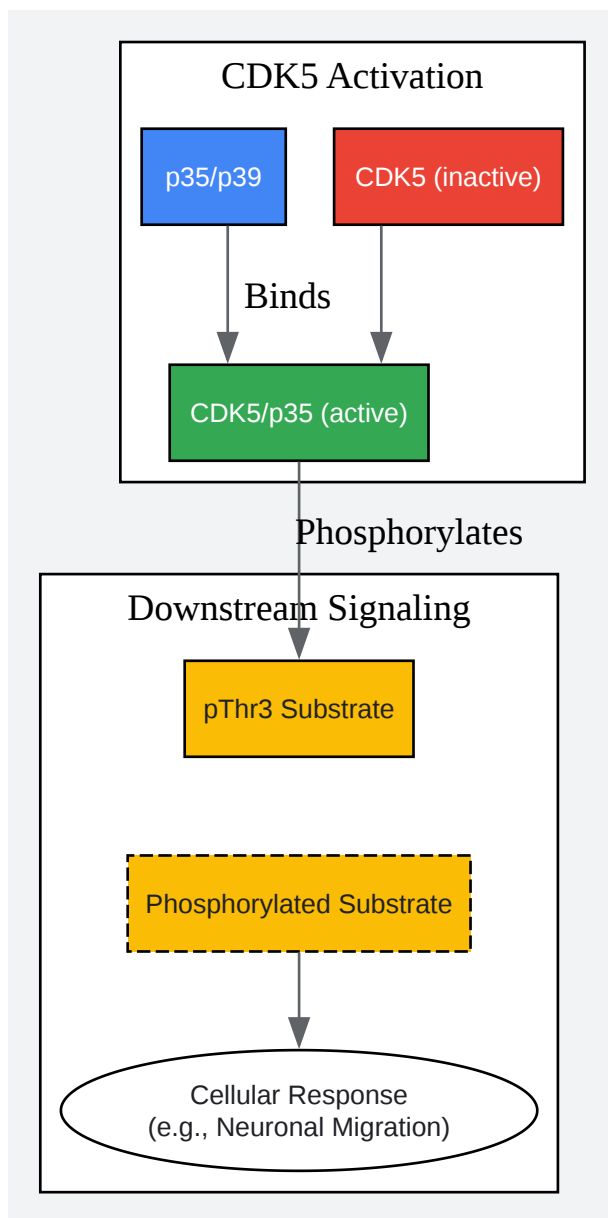 CDK5 Activation
p35/p39
CDK5 (inactive)
Binds
CDK5/p35 (active)
Phosphorylates
Downstream Signaling
pThr3 Substrate
Phosphorylated Substrate
Cellular Response
(e.g., Neuronal Migration)